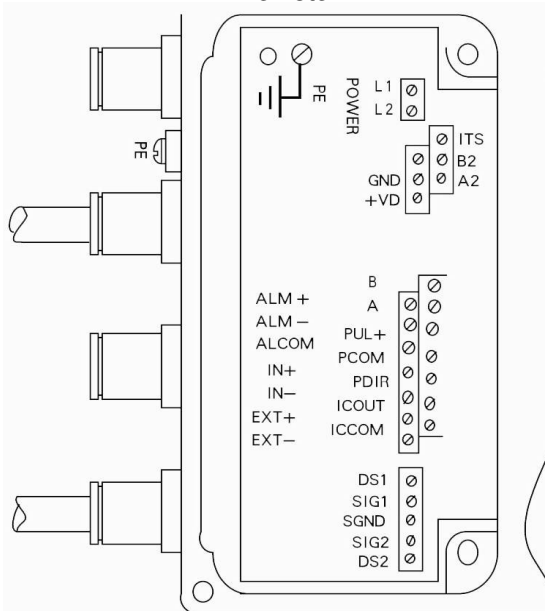 PE
POWER
L1
L2
PE
ITS
B2
GND
A2
+VD
B
ALM +
A
ALM −
PUL+
ALCOM
PCOM
IN+
PDIR
IN−
ICOUT
EXT+
ICCOM
EXT−
DS1
SIG1
SGND
SIG2
DS2